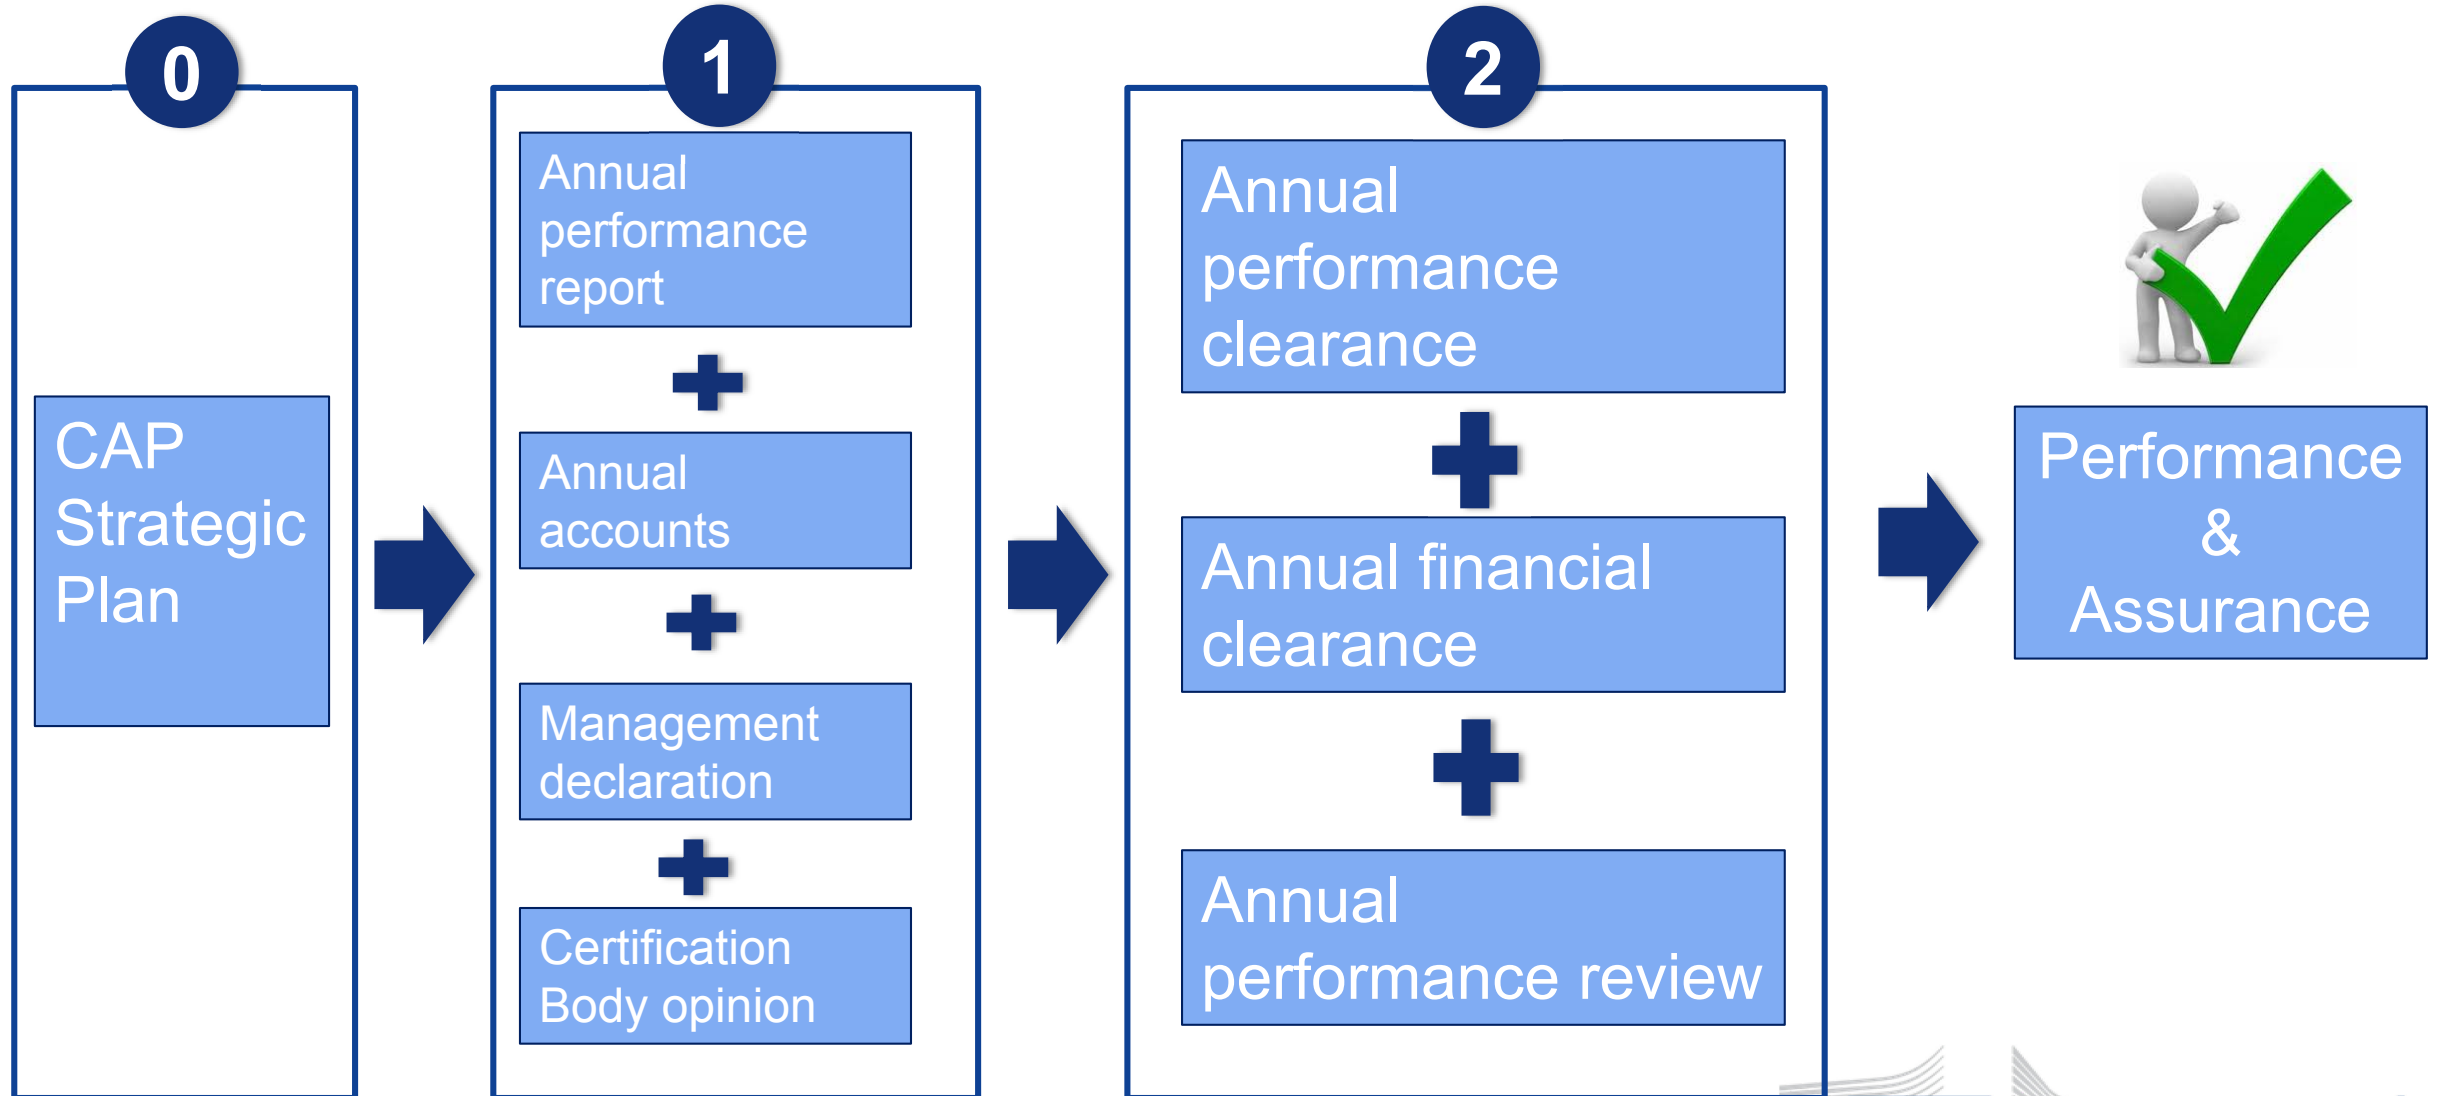 0
CAP
Strategic
Plan
1
Annual
performance
report
Annual
accounts
Management
declaration
Certification
Body opinion
2
Annual
performance
clearance
Annual financial
clearance
Annual
performance review
Performance
&
Assurance